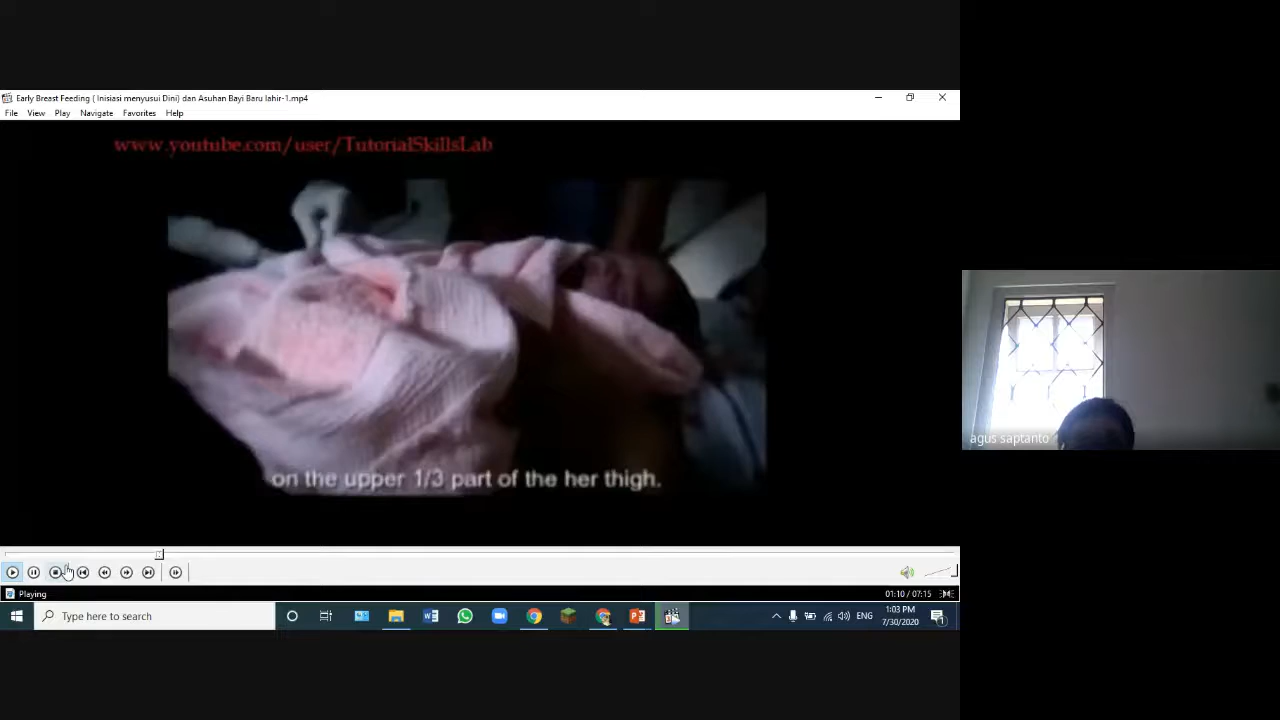 Early Breast Feeding ( Inisiasi menyusui Dini) dan Asuhan Bayi Baru lahir-1.mp4
File View Play Navigate Favorites Help
www.youtube.com/user/TutorialSkillsLab
on the upper 1/3 part of the her thigh.
agus saptanto
Playing
01:10 / 07:15
Type here to search
ENG
1:03 PM
7/30/2020